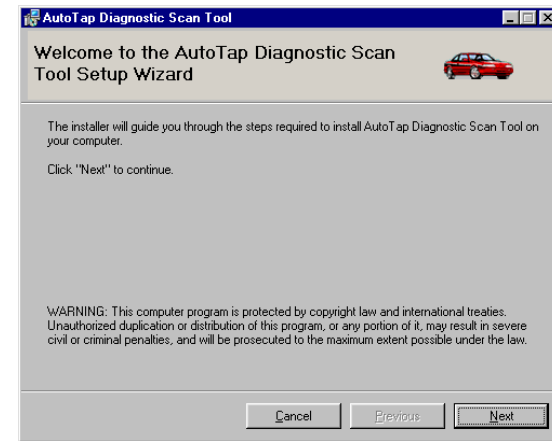 AutoTap Diagnostic Scan Tool
Welcome to the AutoTap Diagnostic Scan
Tool Setup Wizard
The installer will guide you through the steps required to install AutoTap Diagnostic Scan Tool on
your computer.
Click "Next" to continue.
WARNING: This computer program is protected by copyright law and international treaties.
Unauthorized duplication or distribution of this program, or any portion of it, may result in severe
civil or criminal penalties, and will be prosecuted to the maximum extent possible under the law.
Cancel Previous Next